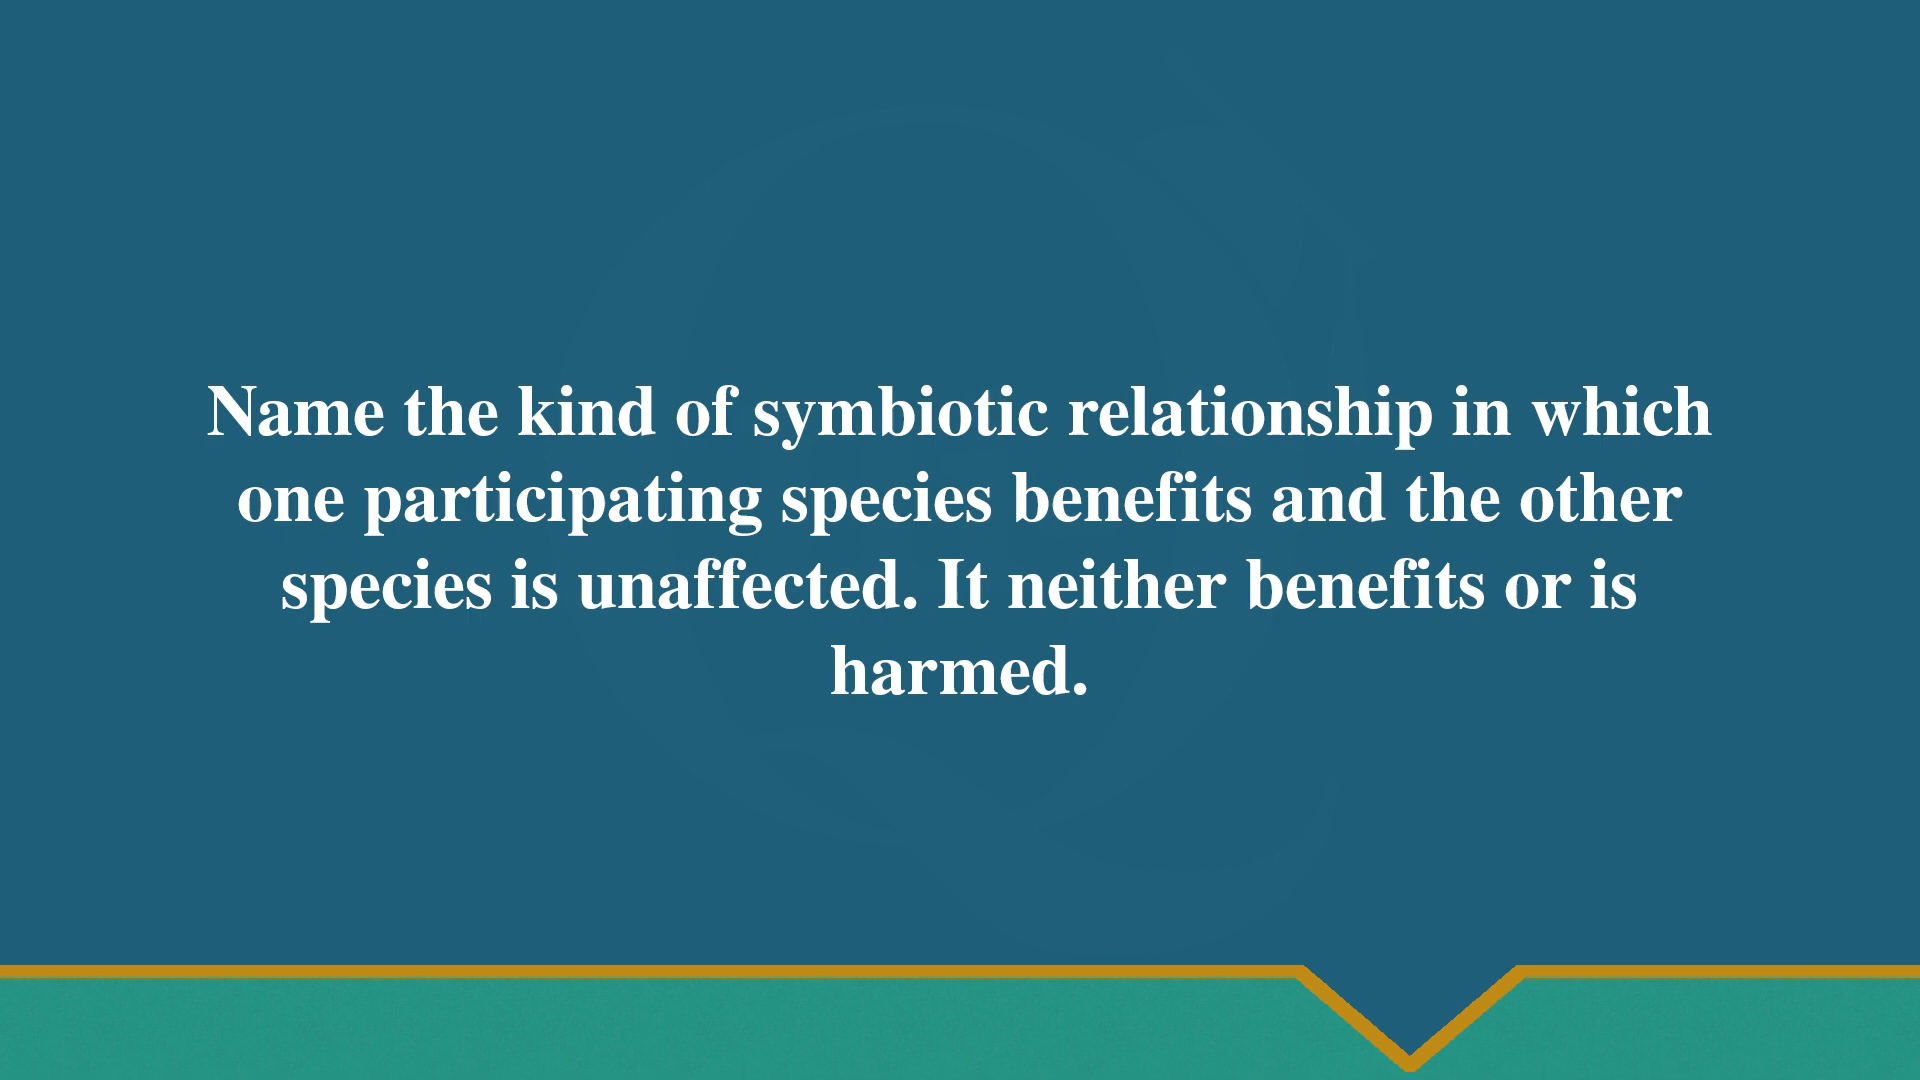 Name the kind of symbiotic relationship in which
one participating species benefits and the other
species is unaffected. It neither benefits or is
harmed.